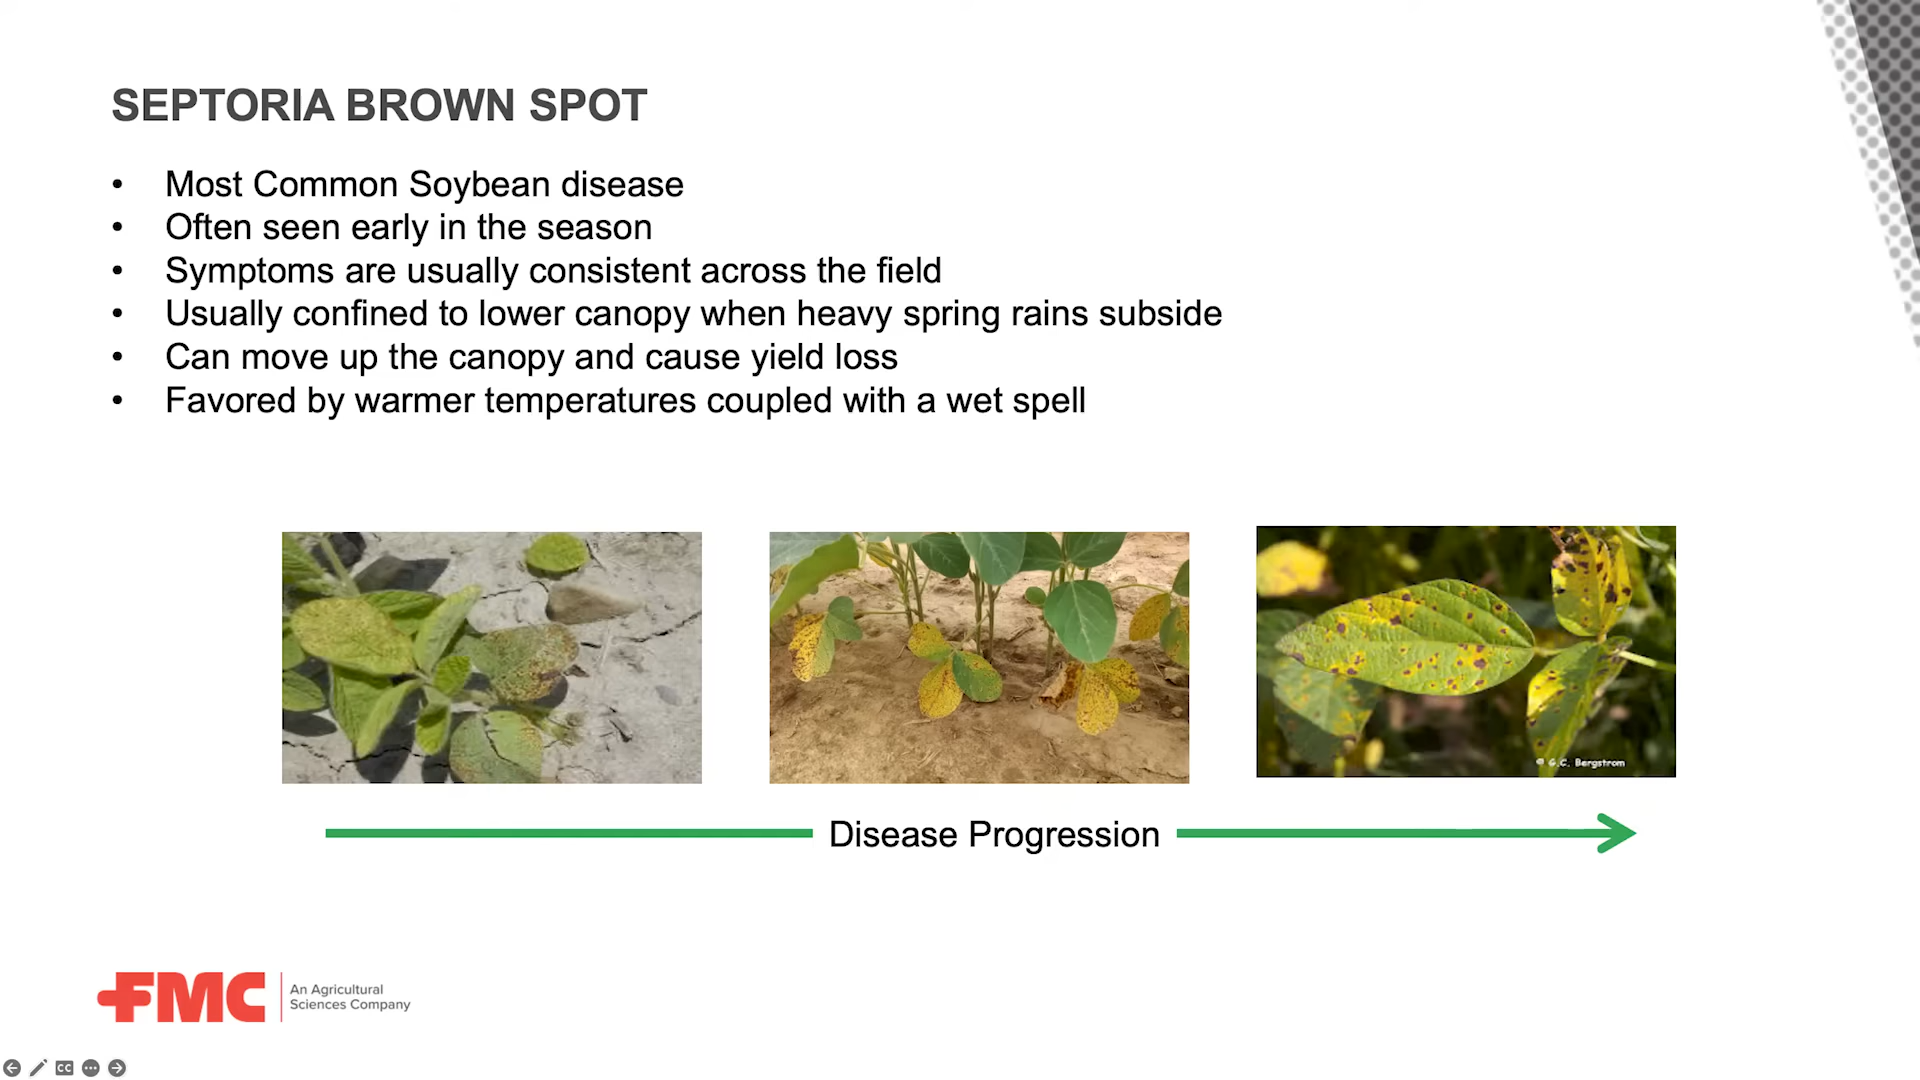 SEPTORIA BROWN SPOT
• Most Common Soybean disease
• Often seen early in the season
• Symptoms are usually consistent across the field
• Usually confined to lower canopy when heavy spring rains subside
• Can move up the canopy and cause yield loss
• Favored by warmer temperatures coupled with a wet spell
© G.C. Bergstrom
Disease Progression
FMC
An Agricultural
Sciences Company
CC